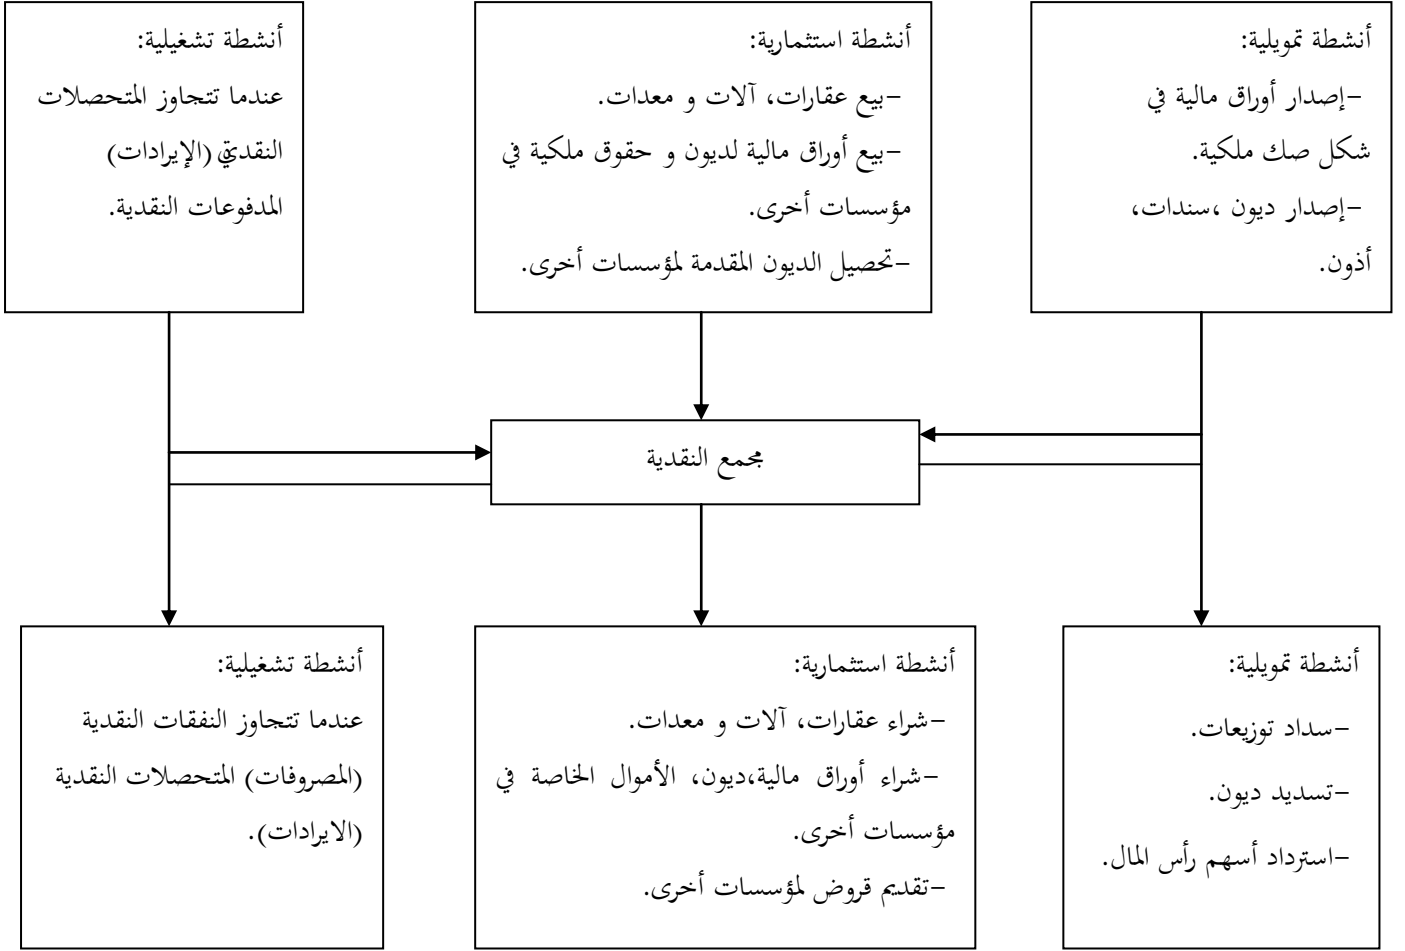 أنشطة تمويلية:
-إصدار أوراق مالية في
شكل صك ملكية.
-إصدار ديون ،سندات،
أذون.
أنشطة استثمارية:
-بيع عقارات، آلات و معدات.
-بيع أوراق مالية لديون و حقوق ملكية في
مؤسسات أخرى.
-تحصيل الديون المقدمة لمؤسسات أخرى.
أنشطة تشغيلية:
عندما تتجاوز المتحصلات
(الإيرادات)
المدفوعات النقدية.
مجمع النقدية
أنشطة تمويلية:
-سداد توزيعات.
-تسديد ديون.
-استرداد أسهم رأس المال.
أنشطة استثمارية:
-شراء عقارات، آلات و معدات.
-شراء أوراق مالية،ديون، الأموال الخاصة في
مؤسسات أخرى.
-تقديم قروض لمؤسسات أخرى.
أنشطة تشغيلية:
عندما تتجاوز النفقات النقدية
(المصروفات) المتحصلات النقدية
(الايرادات).